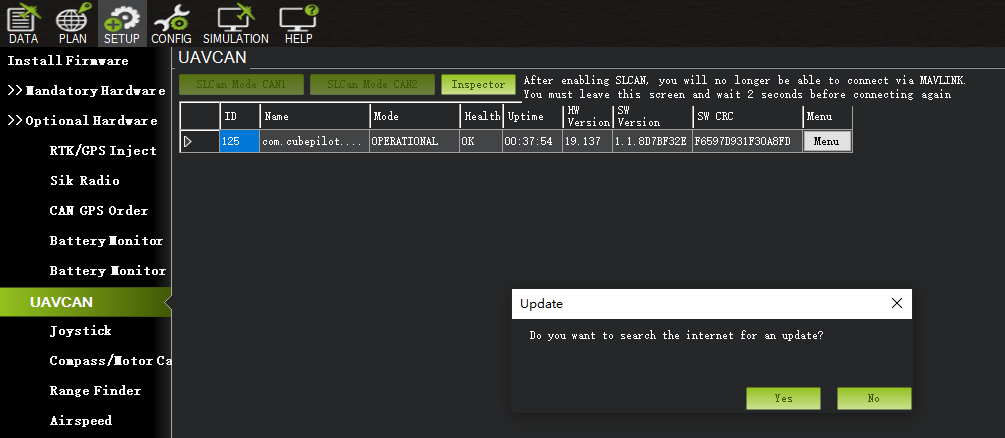 DATA PLAN SETUP CONFIG SIMULATION HELP
Install Firmware
>> Mandatory Hardware
>> Optional Hardware
RTK/GPS Inject
Sik Radio
CAN GPS Order
Battery Monitor
Battery Monitor
UAVCAN
Joystick
Compass/Motor Ca
Range Finder
Airspeed
UAVCAN
SLCan Mode CAN1 SLCan Mode CAN2 Inspector
After enabling SLCAN, you will no longer be able to connect via MAVLINK.
You must leave this screen and wait 2 seconds before connecting again
ID Name Mode Health Uptime HW Version SW Version SW CRC Menu
125 com.cubepilot.... OPERATIONAL OK 00:37:54 19.137 1.1.8D7BF32E F6597D931F30A8FD Menu
Update
Do you want to search the internet for an update?
Yes No